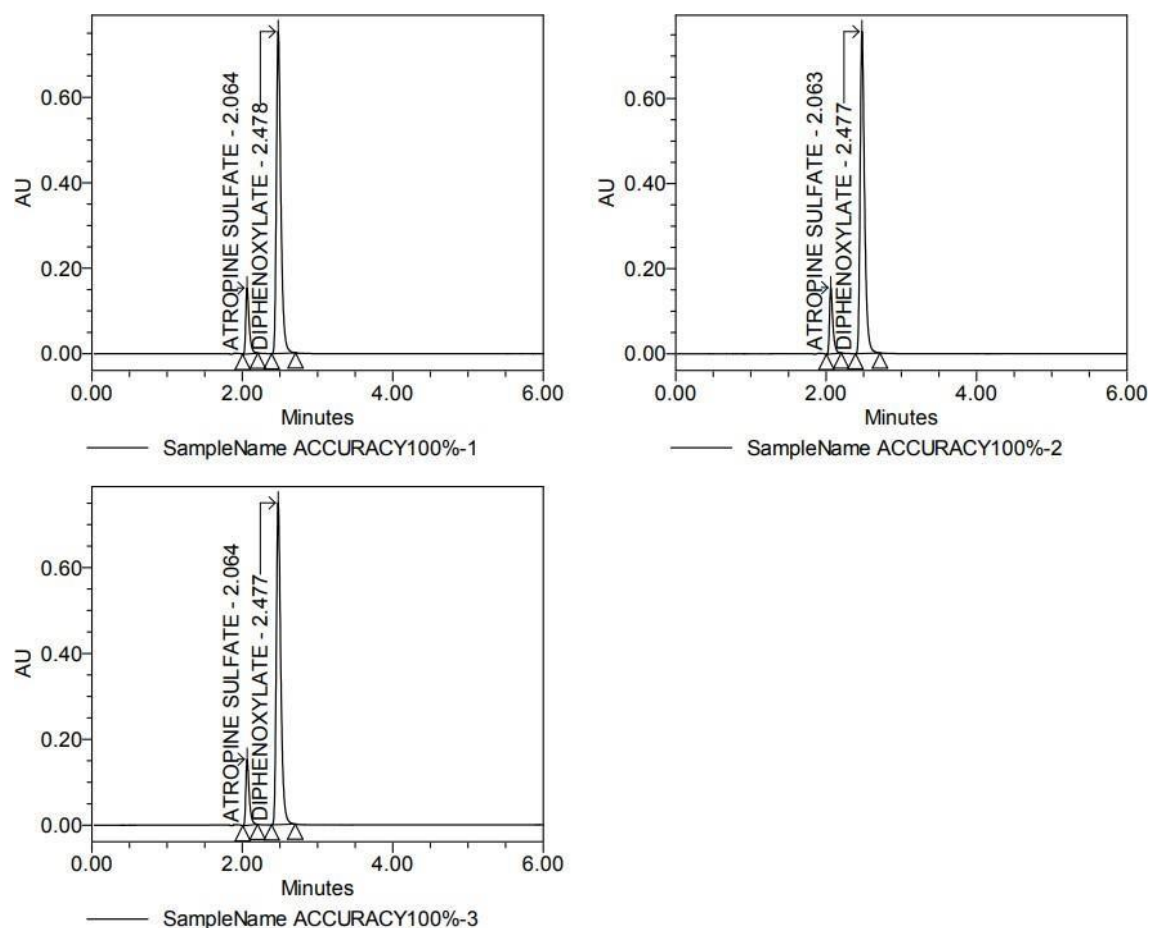 AU
0.60
0.40
0.20
0.00
ATROPINE SULFATE - 2.064
DIPHENOXYLATE - 2.478
0.00 2.00 4.00 6.00
Minutes
SampleName ACCURACY100%-1
AU
0.60
0.40
0.20
0.00
ATROPINE SULFATE - 2.063
DIPHENOXYLATE - 2.477
0.00 2.00 4.00 6.00
Minutes
SampleName ACCURACY100%-2
AU
0.60
0.40
0.20
0.00
ATROPINE SULFATE - 2.064
DIPHENOXYLATE - 2.477
0.00 2.00 4.00 6.00
Minutes
SampleName ACCURACY100%-3